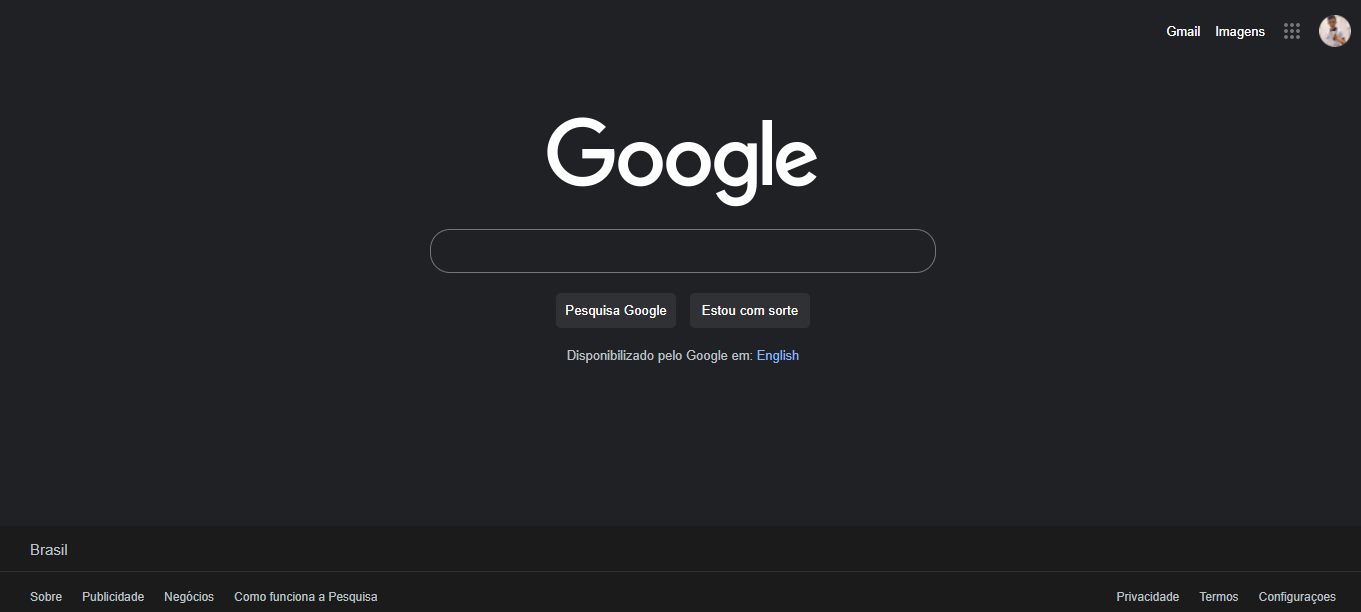 Gmail Imagens
Google
Pesquisa Google Estou com sorte
Disponibilizado pelo Google em: English
Brasil
Sobre Publicidade Negócios Como funciona a Pesquisa Privacidade Termos Configuraçoes